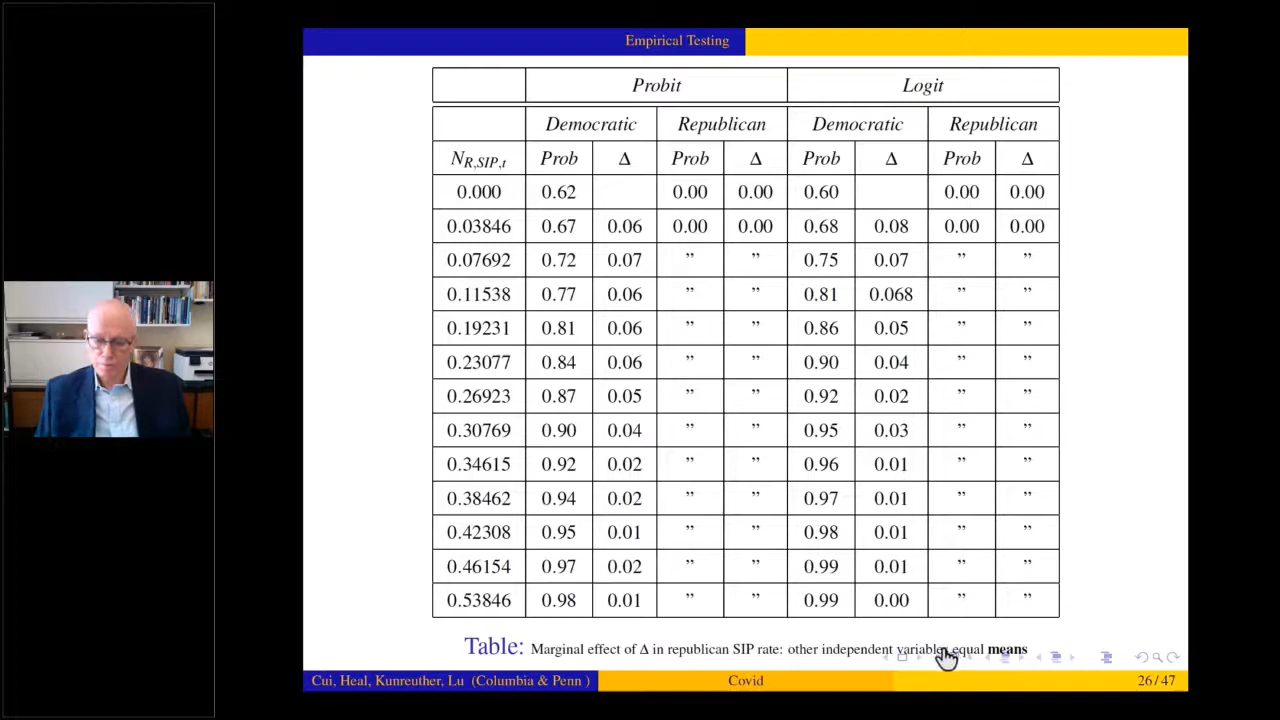 Empirical Testing
Probit Logit
Democratic Republican Democratic Republican
N_{R,SIP,t} Prob Δ Prob Δ Prob Δ Prob Δ
0.000 0.62 0.00 0.00 0.60 0.00 0.00
0.03846 0.67 0.06 0.00 0.00 0.68 0.08 0.00 0.00
0.07692 0.72 0.07 ” ” 0.75 0.07 ” ”
0.11538 0.77 0.06 ” ” 0.81 0.068 ” ”
0.19231 0.81 0.06 ” ” 0.86 0.05 ” ”
0.23077 0.84 0.06 ” ” 0.90 0.04 ” ”
0.26923 0.87 0.05 ” ” 0.92 0.02 ” ”
0.30769 0.90 0.04 ” ” 0.95 0.03 ” ”
0.34615 0.92 0.02 ” ” 0.96 0.01 ” ”
0.38462 0.94 0.02 ” ” 0.97 0.01 ” ”
0.42308 0.95 0.01 ” ” 0.98 0.01 ” ”
0.46154 0.97 0.02 ” ” 0.99 0.01 ” ”
0.53846 0.98 0.01 ” ” 0.99 0.00 ” ”
Table: Marginal effect of Δ in republican SIP rate: other independent variables equal means
Cui, Heal, Kunreuther, Lu (Columbia & Penn ) Covid 26 / 47